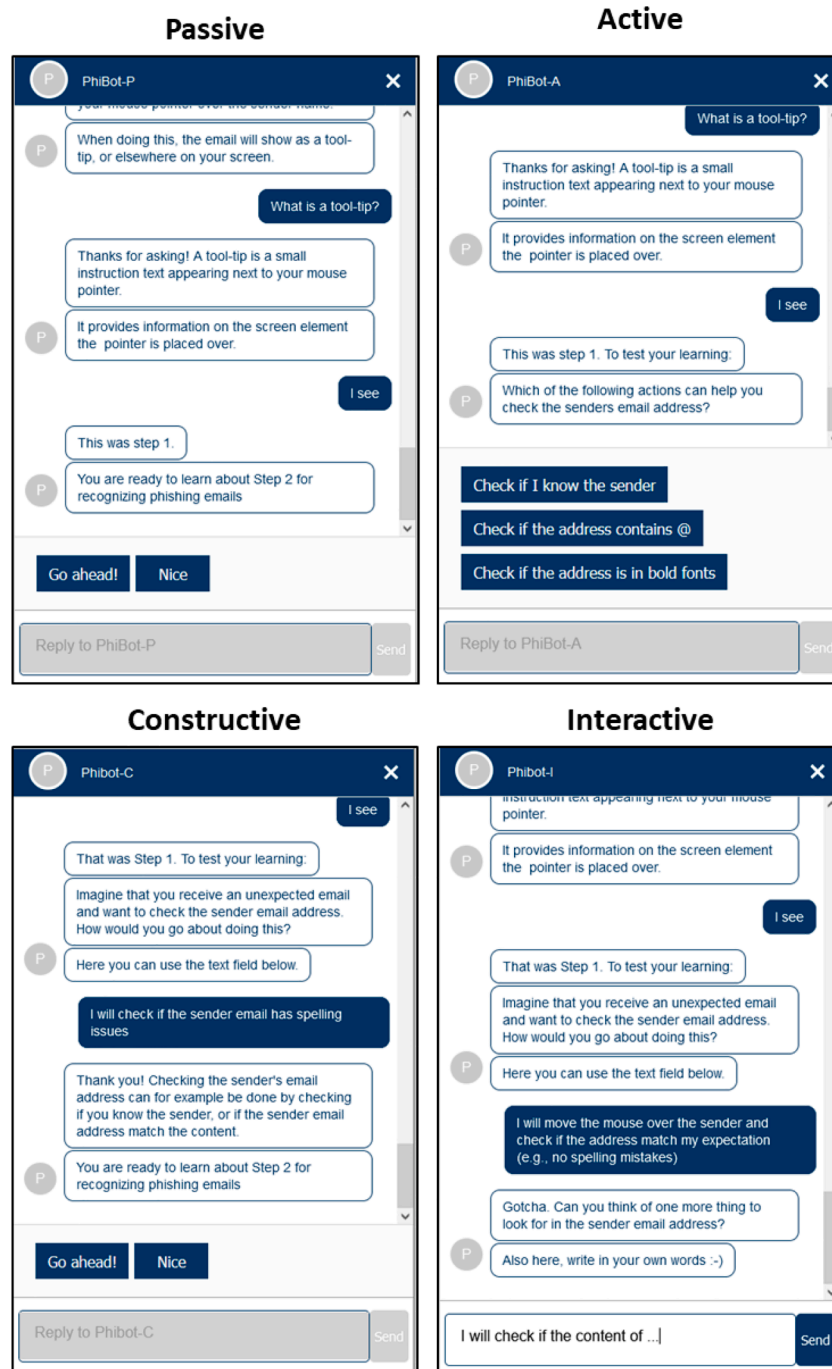 Passive
P
PhiBot-P
×
your mouse pointer over the sender name.
When doing this, the email will show as a tool-
tip, or elsewhere on your screen.
P
What is a tool-tip?
Thanks for asking! A tool-tip is a small
instruction text appearing next to your mouse
pointer.
It provides information on the screen element
the pointer is placed over.
P
I see
This was step 1.
You are ready to learn about Step 2 for
recognizing phishing emails
P
Go ahead!
Nice
Reply to PhiBot-P
Send
Active
P
PhiBot-A
×
What is a tool-tip?
Thanks for asking! A tool-tip is a small
instruction text appearing next to your mouse
pointer.
It provides information on the screen element
the pointer is placed over.
P
I see
This was step 1. To test your learning:
Which of the following actions can help you
check the senders email address?
P
Check if I know the sender
Check if the address contains @
Check if the address is in bold fonts
Reply to PhiBot-A
Send
Constructive
P
Phibot-C
×
I see
That was Step 1. To test your learning:
Imagine that you receive an unexpected email
and want to check the sender email address.
How would you go about doing this?
Here you can use the text field below.
P
I will check if the sender email has spelling
issues
Thank you! Checking the sender's email
address can for example be done by checking
if you know the sender, or if the sender email
address match the content.
You are ready to learn about Step 2 for
recognizing phishing emails
P
Go ahead!
Nice
Reply to Phibot-C
Send
Interactive
P
Phibot-I
×
instruction text appearing next to your mouse
pointer.
It provides information on the screen element
the pointer is placed over.
P
I see
That was Step 1. To test your learning:
Imagine that you receive an unexpected email
and want to check the sender email address.
How would you go about doing this?
Here you can use the text field below.
P
I will move the mouse over the sender and
check if the address match my expectation
(e.g., no spelling mistakes)
Gotcha. Can you think of one more thing to
look for in the sender email address?
Also here, write in your own words :-)
P
I will check if the content of ...
Send